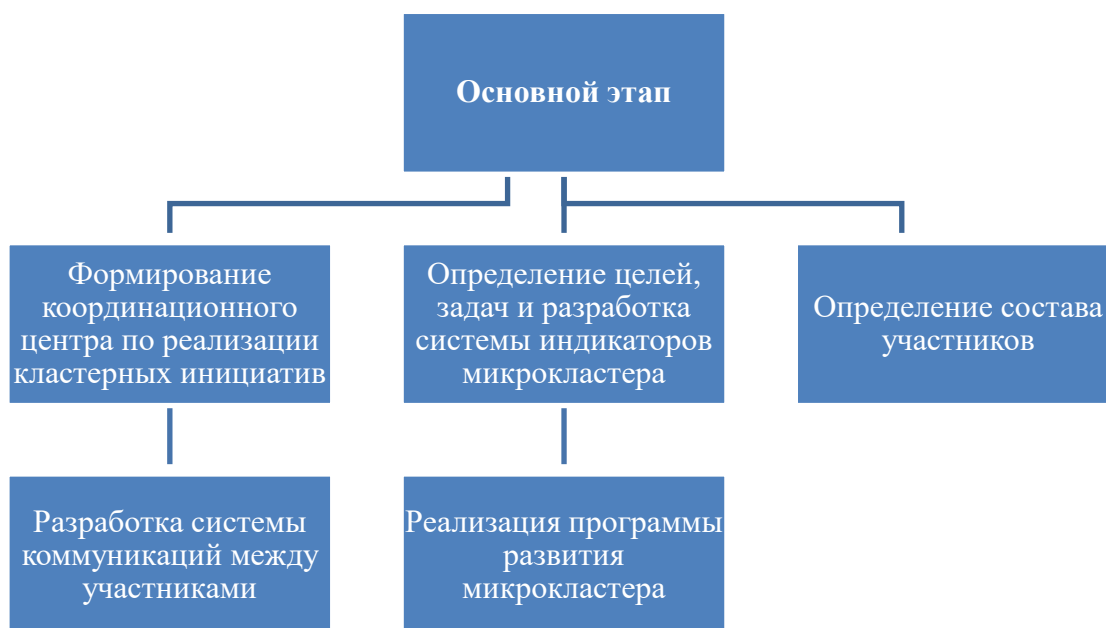 Основной этап
Формирование
координационного
центра по реализации
кластерных инициатив
Определение целей,
задач и разработка
системы индикаторов
микрокластера
Определение состава
участников
Разработка системы
коммуникаций между
участниками
Реализация программы
развития
микрокластера